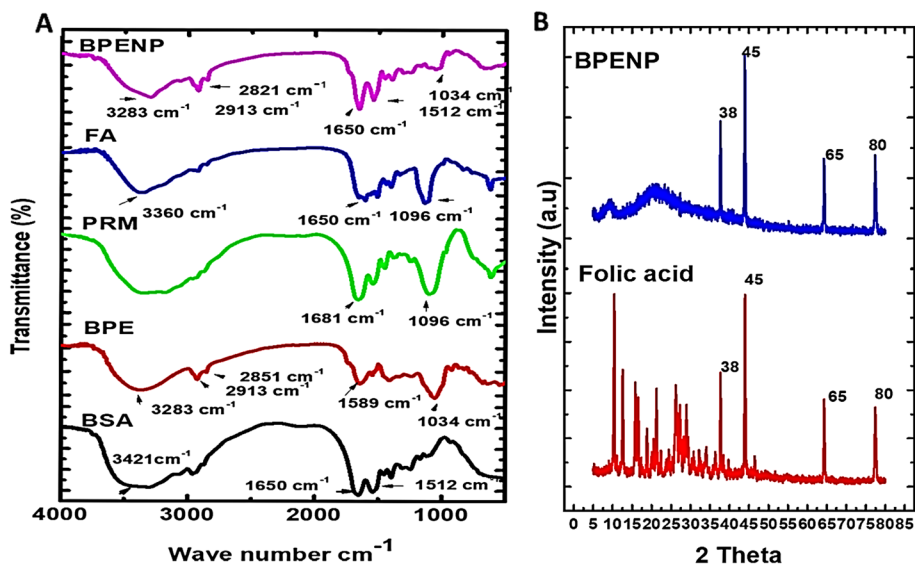 A
BPENP
3283 cm-1
2821 cm-1
2913 cm-1
1650 cm-1
1034 cm-1
1512 cm-1
FA
3360 cm-1
1650 cm-1
1096 cm-1
PRM
1681 cm-1
1096 cm-1
BPE
3283 cm-1
2851 cm-1
2913 cm-1
1589 cm-1
1034 cm-1
BSA
3421cm-1
1650 cm-1
1512 cm
Transmittance (%)
4000 3000 2000 1000
Wave number cm-1
B
BPENP
45
38
65
80
Folic acid
45
38
65
80
Intensity (a.u)
0 5 10 15 20 25 30 35 40 45 50 55 60 65 70 75 80 85
2 Theta